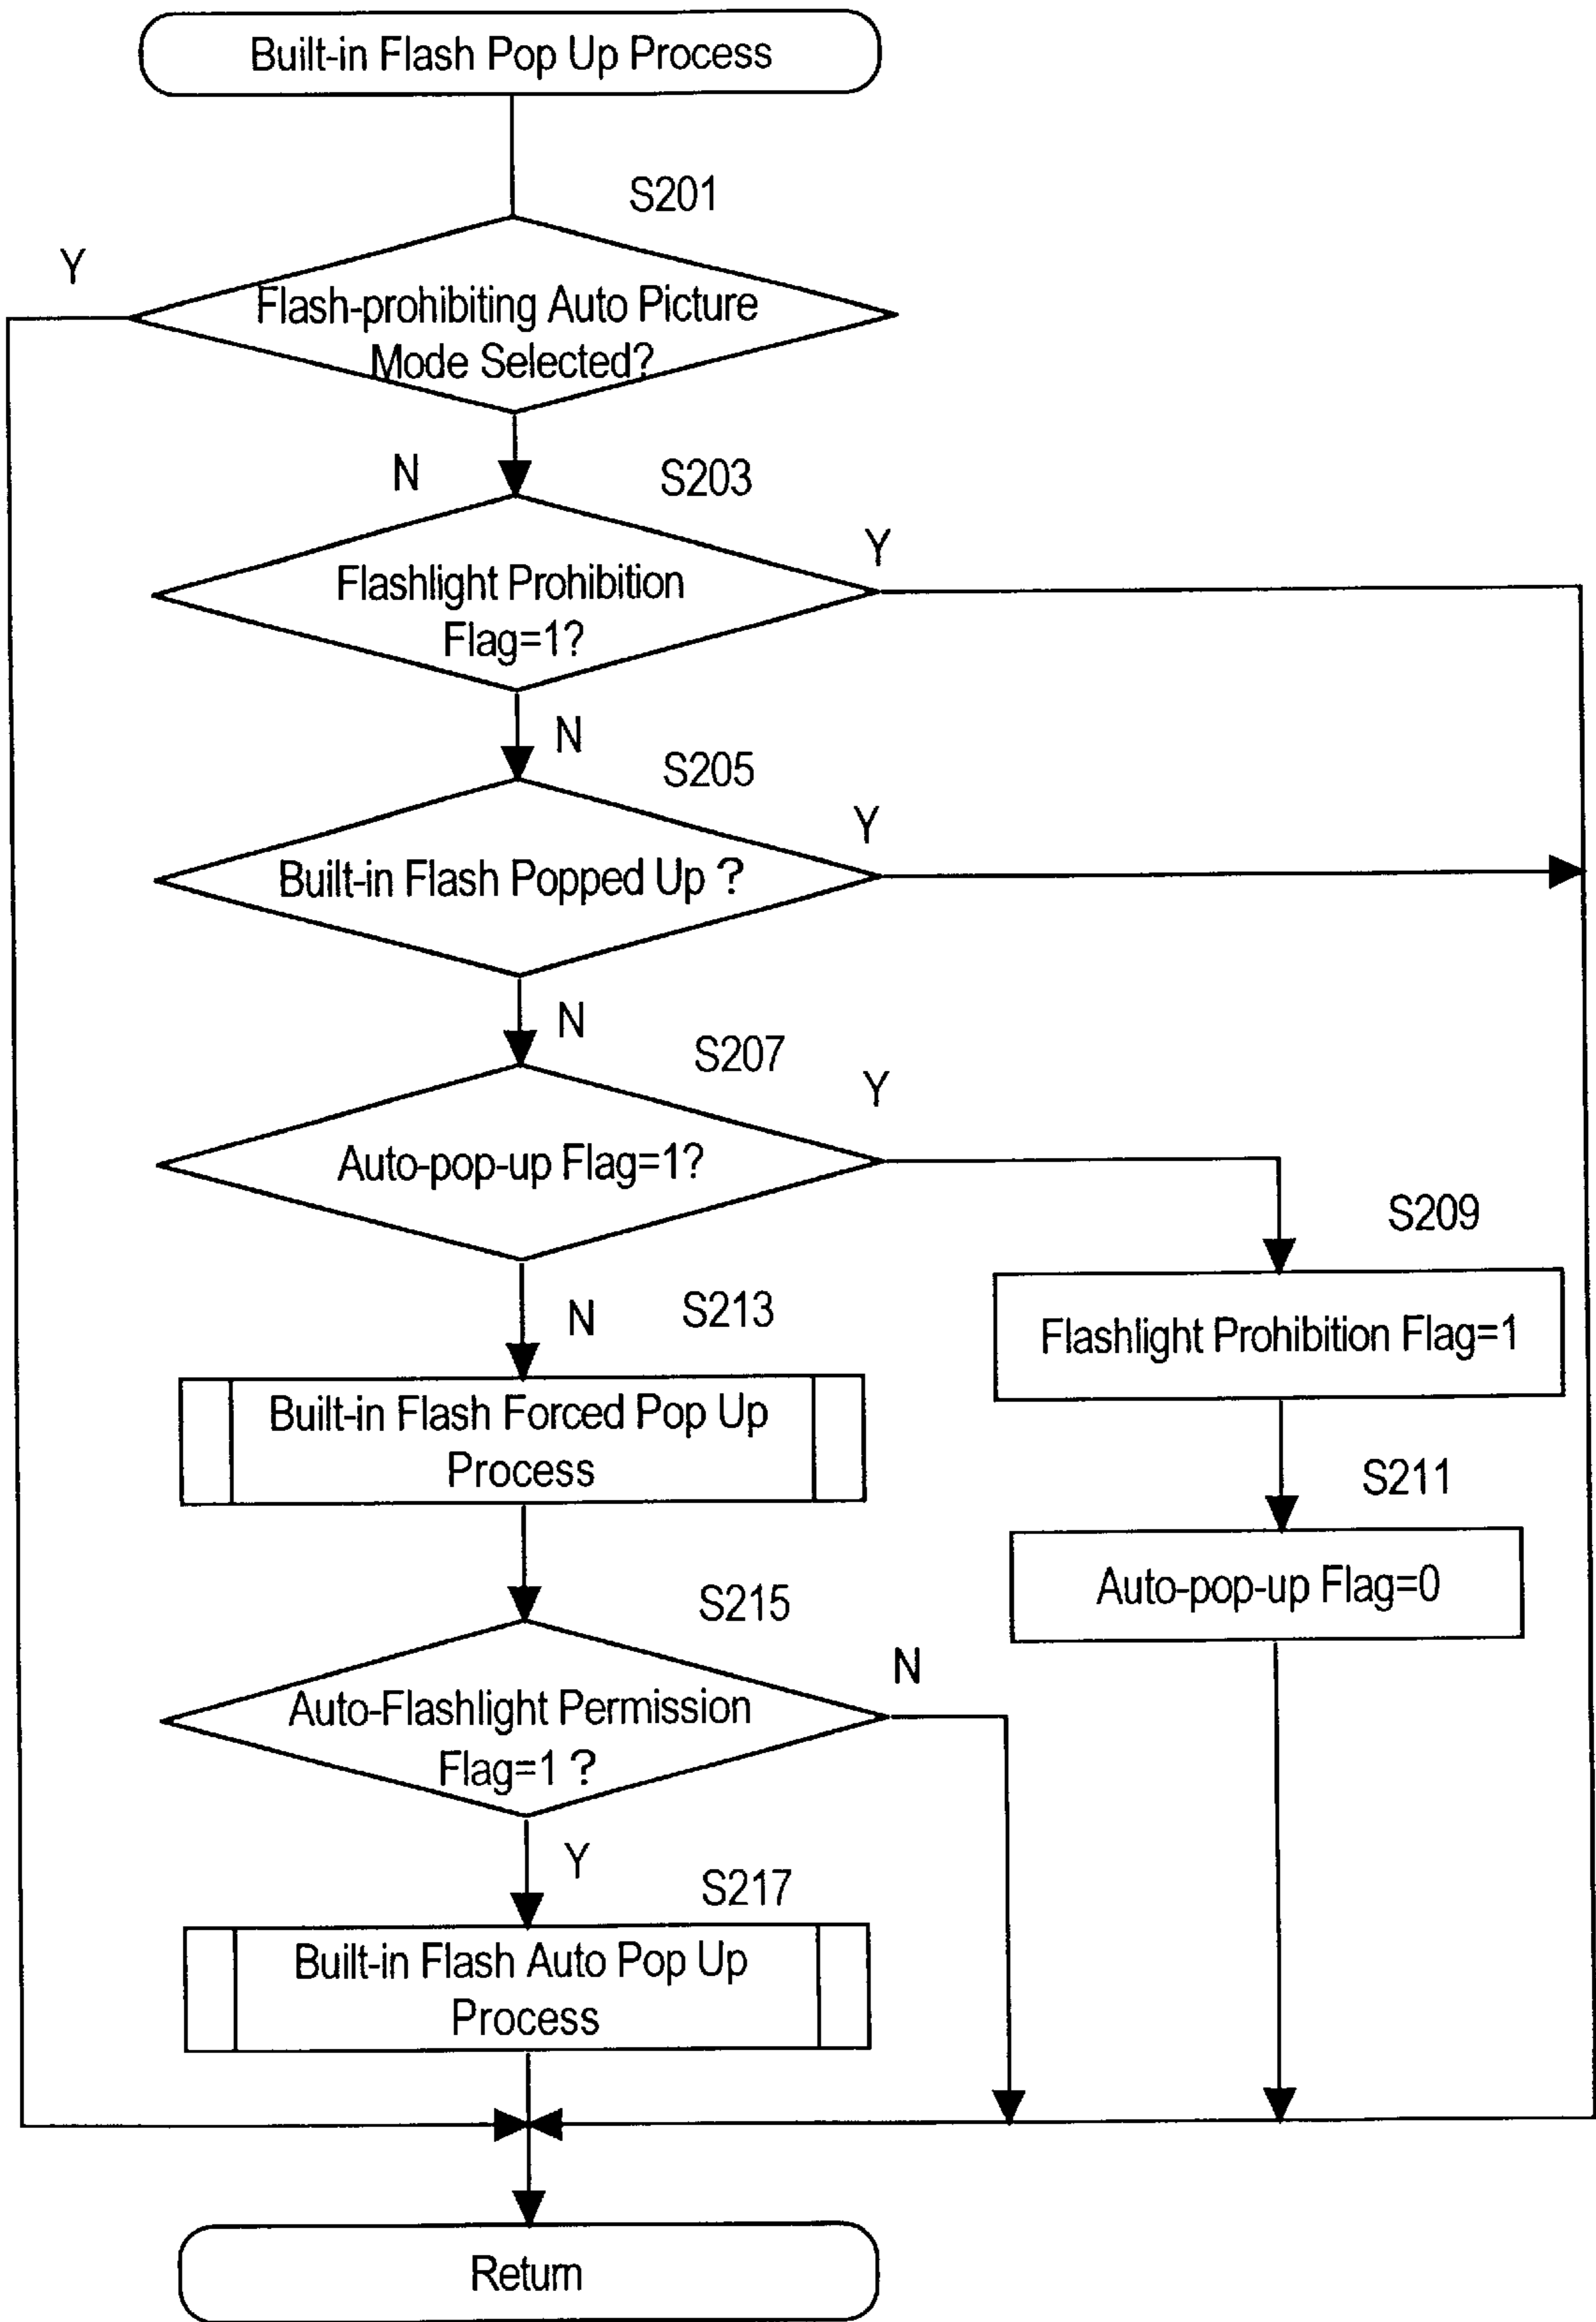 Built-in Flash Pop Up Process
S201
Y
Flash-prohibiting Auto Picture
Mode Selected?
N
S203
Y
Flashlight Prohibition
Flag=1?
N
S205
Y
Built-in Flash Popped Up ?
N
S207
Y
Auto-pop-up Flag=1?
S209
N
S213
Flashlight Prohibition Flag=1
Built-in Flash Forced Pop Up
Process
S211
Auto-pop-up Flag=0
S215
N
Auto-Flashlight Permission
Flag=1 ?
Y
S217
Built-in Flash Auto Pop Up
Process
Return